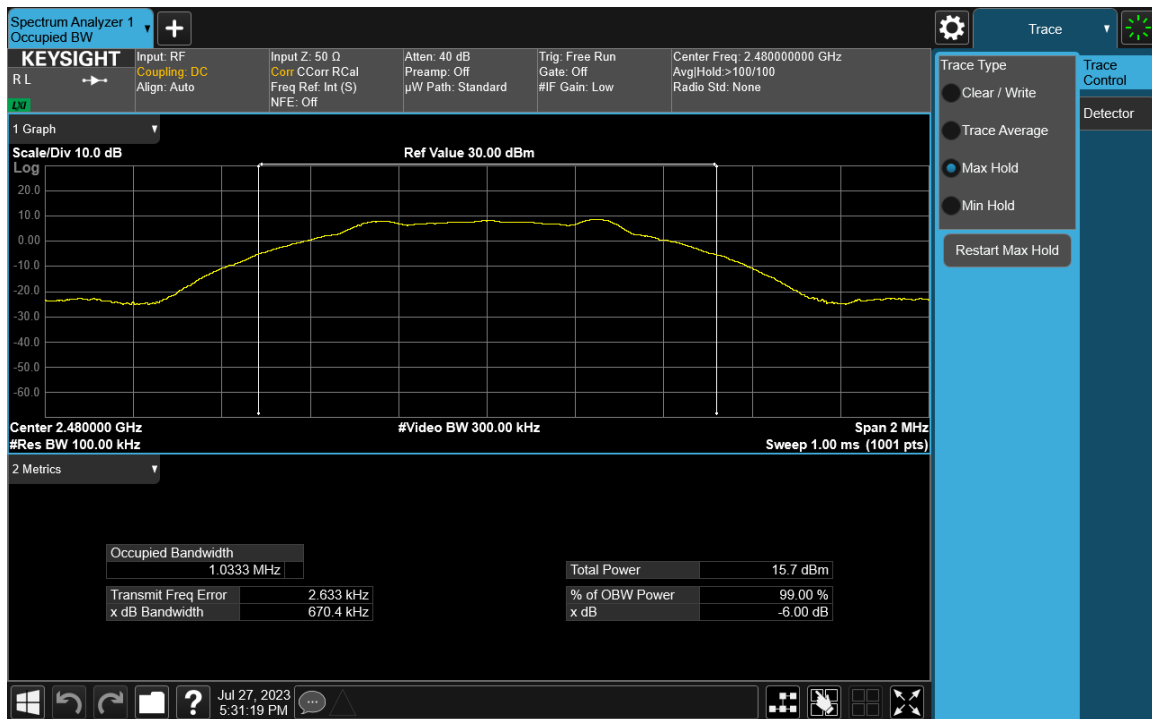 Spectrum Analyzer 1
Occupied BW
+
Trace
KEYSIGHT
R L
LXI
Input: RF
Coupling: DC
Align: Auto
Input Z: 50 Ω
Corr CCorr RCal
Freq Ref: Int (S)
NFE: Off
Atten: 40 dB
Preamp: Off
µW Path: Standard
Trig: Free Run
Gate: Off
#IF Gain: Low
Center Freq: 2.480000000 GHz
Avg|Hold:>100/100
Radio Std: None
Trace Type
Clear / Write
Trace Average
Max Hold
Min Hold
Restart Max Hold
Trace
Control
Detector
1 Graph
Scale/Div 10.0 dB
Ref Value 30.00 dBm
Log
20.0
10.0
0.00
-10.0
-20.0
-30.0
-40.0
-50.0
-60.0
Center 2.480000 GHz
#Video BW 300.00 kHz
Span 2 MHz
#Res BW 100.00 kHz
Sweep 1.00 ms (1001 pts)
2 Metrics
Occupied Bandwidth
1.0333 MHz
Total Power 15.7 dBm
Transmit Freq Error 2.633 kHz
% of OBW Power 99.00 %
x dB Bandwidth 670.4 kHz
x dB -6.00 dB
?
Jul 27, 2023
5:31:19 PM